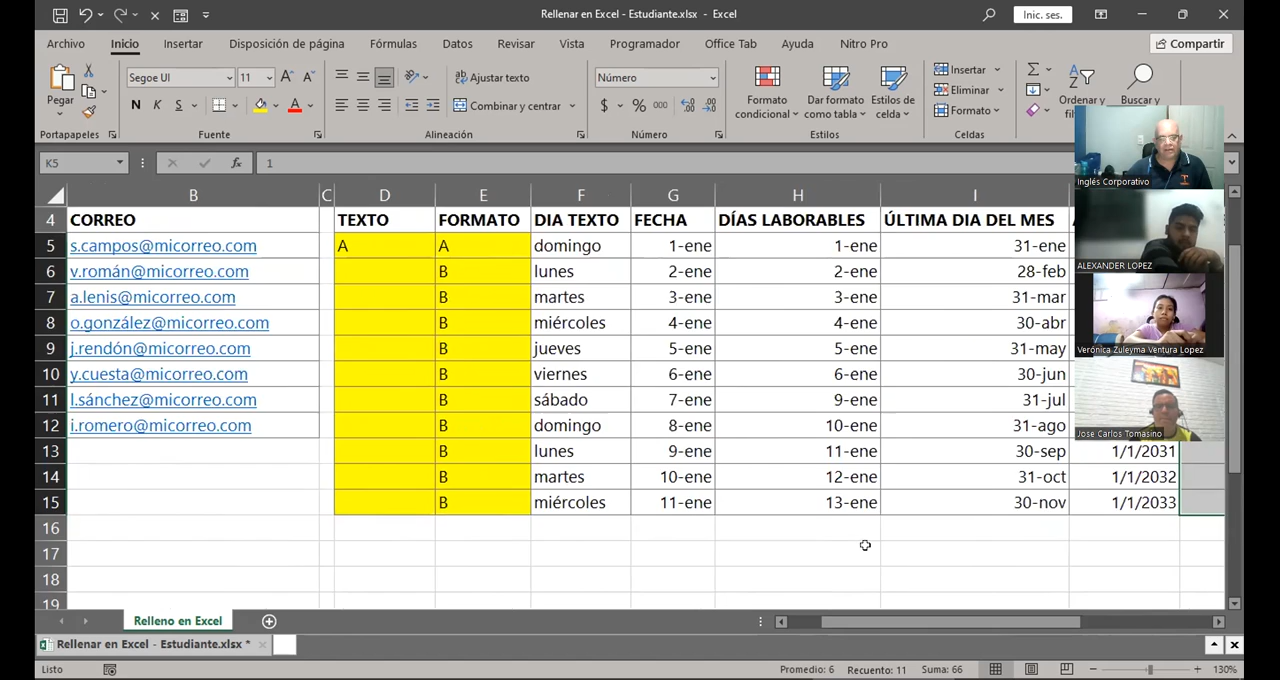 Rellenar en Excel - Estudiante.xlsx - Excel
Inic. ses.
Archivo Inicio Insertar Disposición de página Fórmulas Datos Revisar Vista Programador Office Tab Ayuda Nitro Pro Compartir
Pegar
Segoe UI 11
N K S
Ajustar texto
Combinar y centrar
Número
$ % 000
Formato condicional
Dar formato como tabla
Estilos de celda
Insertar
Eliminar
Formato
Ordenar y
Buscar y
Portapapeles Fuente Alineación Número Estilos Celdas
K5 fx 1
B C D E F G H I
4 CORREO TEXTO FORMATO DIA TEXTO FECHA DÍAS LABORABLES ÚLTIMA DIA DEL MES
5 s.campos@micorreo.com A A domingo 1-ene 1-ene 31-ene
6 v.román@micorreo.com B lunes 2-ene 2-ene 28-feb
7 a.lenis@micorreo.com B martes 3-ene 3-ene 31-mar
8 o.gonzález@micorreo.com B miércoles 4-ene 4-ene 30-abr
9 j.rendón@micorreo.com B jueves 5-ene 5-ene 31-may
10 y.cuesta@micorreo.com B viernes 6-ene 6-ene 30-jun
11 l.sánchez@micorreo.com B sábado 7-ene 9-ene 31-jul
12 i.romero@micorreo.com B domingo 8-ene 10-ene 31-ago
13 B lunes 9-ene 11-ene 30-sep 1/1/2031
14 B martes 10-ene 12-ene 31-oct 1/1/2032
15 B miércoles 11-ene 13-ene 30-nov 1/1/2033
16
17
18
19
Inglés Corporativo
ALEXANDER LOPEZ
Verónica Zuleyma Ventura Lopez
Jose Carlos Tomasino
Relleno en Excel
Rellenar en Excel - Estudiante.xlsx *
Listo Promedio: 6 Recuento: 11 Suma: 66 130%